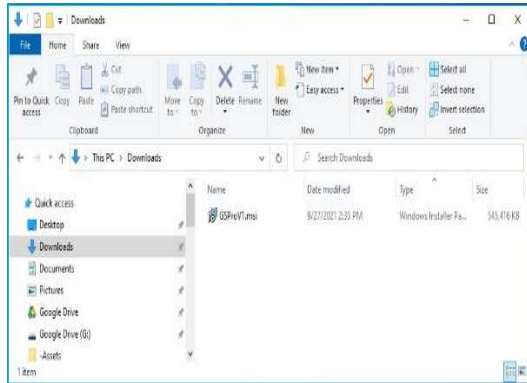 Downloads
File Home Share View
Pin to Quick access
Copy
Paste
Cut
Copy path
Paste shortcut
Clipboard
Move to
Copy to
Delete
Rename
Organize
New folder
New item
Easy access
New
Properties
Open
Edit
History
Open
Select all
Select none
Invert selection
Select
This PC > Downloads
Search Downloads
Name Date modified Type Size
GSProV1.msi 9/27/2021 2:35 PM Windows Installer Pa... 545,416 KB
Quick access
Desktop
Downloads
Documents
Pictures
Google Drive
Google Drive (G:)
-Assets
1 item